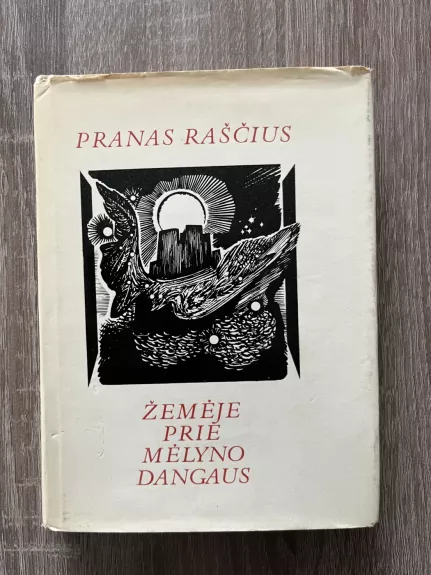 PRANAS RAŠČIUS
ŽEMĖJE
PRIE
MĖLYNO
DANGAUS